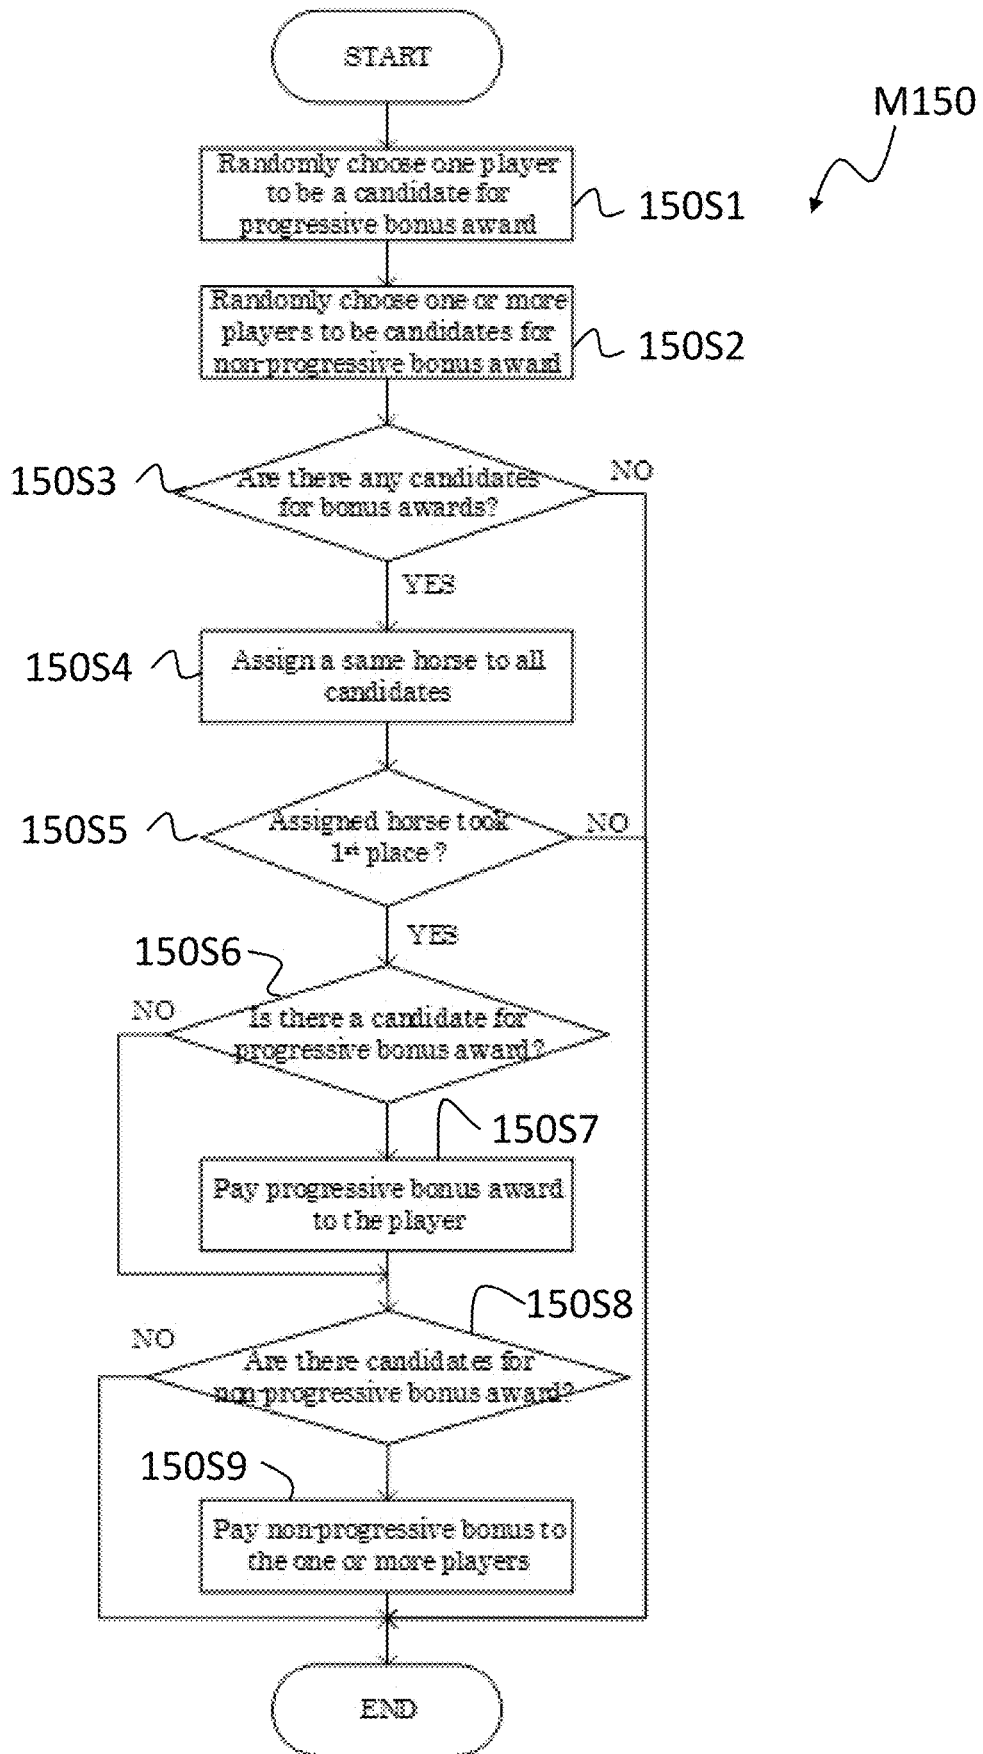 START
M150
Randomly choose one player
to be a candidate for
progressive bonus award
150S1
Randomly choose one or more
players to be candidates for
non-progressive bonus award
150S2
150S3
Are there any candidates
for bonus awards?
NO
YES
150S4
Assign a same horse to all
candidates
150S5
Assigned horse took
1st place ?
NO
YES
150S6
NO
Is there a candidate for
progressive bonus award?
150S7
Pay progressive bonus award
to the player
150S8
NO
Are there candidates for
non-progressive bonus award?
150S9
Pay non-progressive bonus to
the one or more players
END